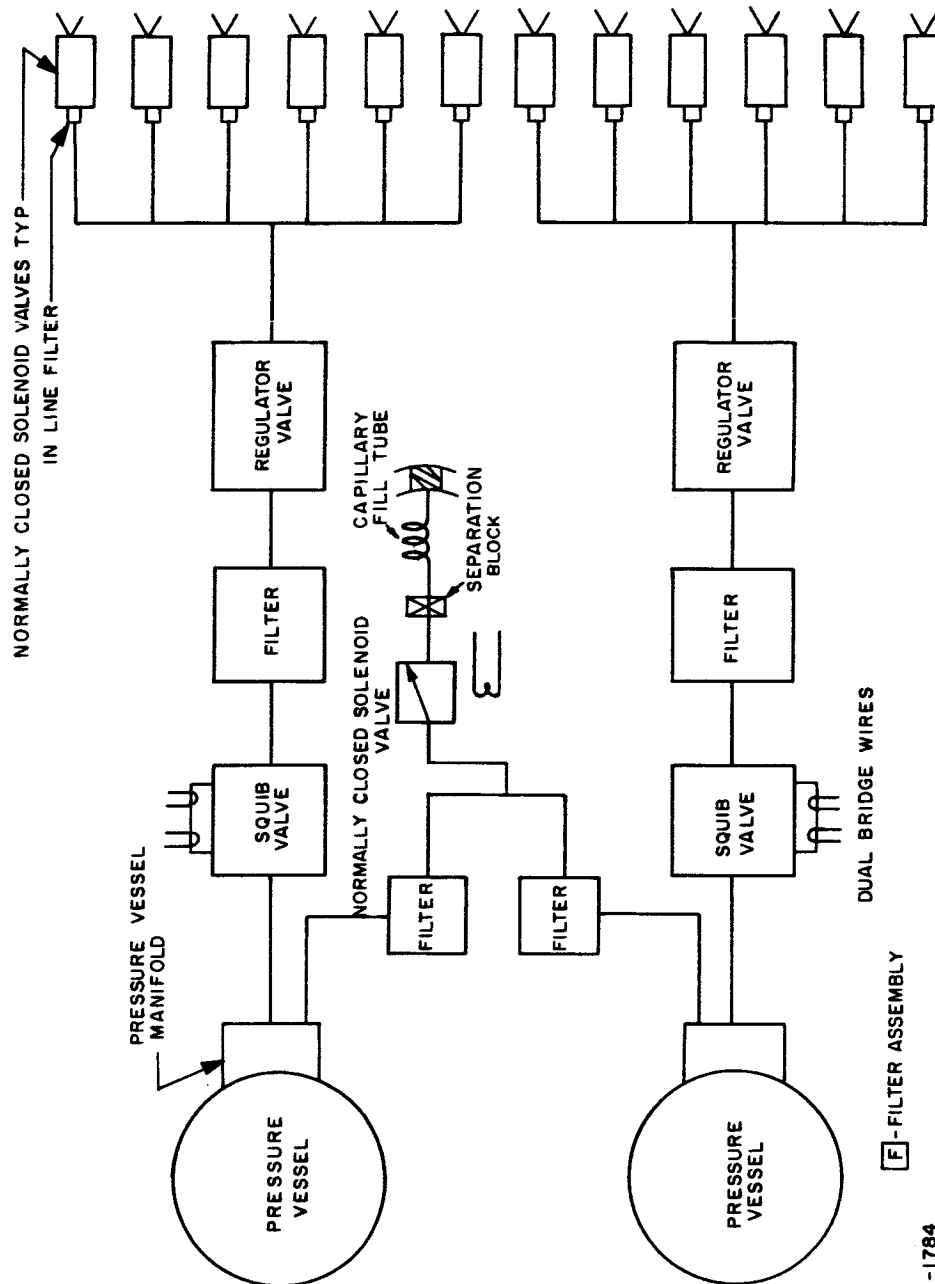 NORMALLY CLOSED SOLENOID VALVES TYP
IN LINE FILTER
REGULATOR
VALVE
FILTER
SQUIB
VALVE
PRESSURE VESSEL
MANIFOLD
PRESSURE
VESSEL
CAPILLARY
FILL TUBE
SEPARATION
BLOCK
NORMALLY CLOSED SOLENOID
VALVE
FILTER
FILTER
REGULATOR
VALVE
FILTER
SQUIB
VALVE
DUAL BRIDGE WIRES
PRESSURE
VESSEL
F -FILTER ASSEMBLY
-1784